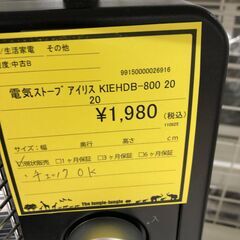 /生活家電 その他
程度:中古B
99150000026916
電気ストーブ アイリス KIEHDB-800 20
20
¥1,980(税込)
110625
サイズ:幅 奥行 高さ cm
☑現状販売 □1ヶ月保証 □3ヶ月保証 □6ヶ月保証
・チェックOK
The Jungle-Jungle
入